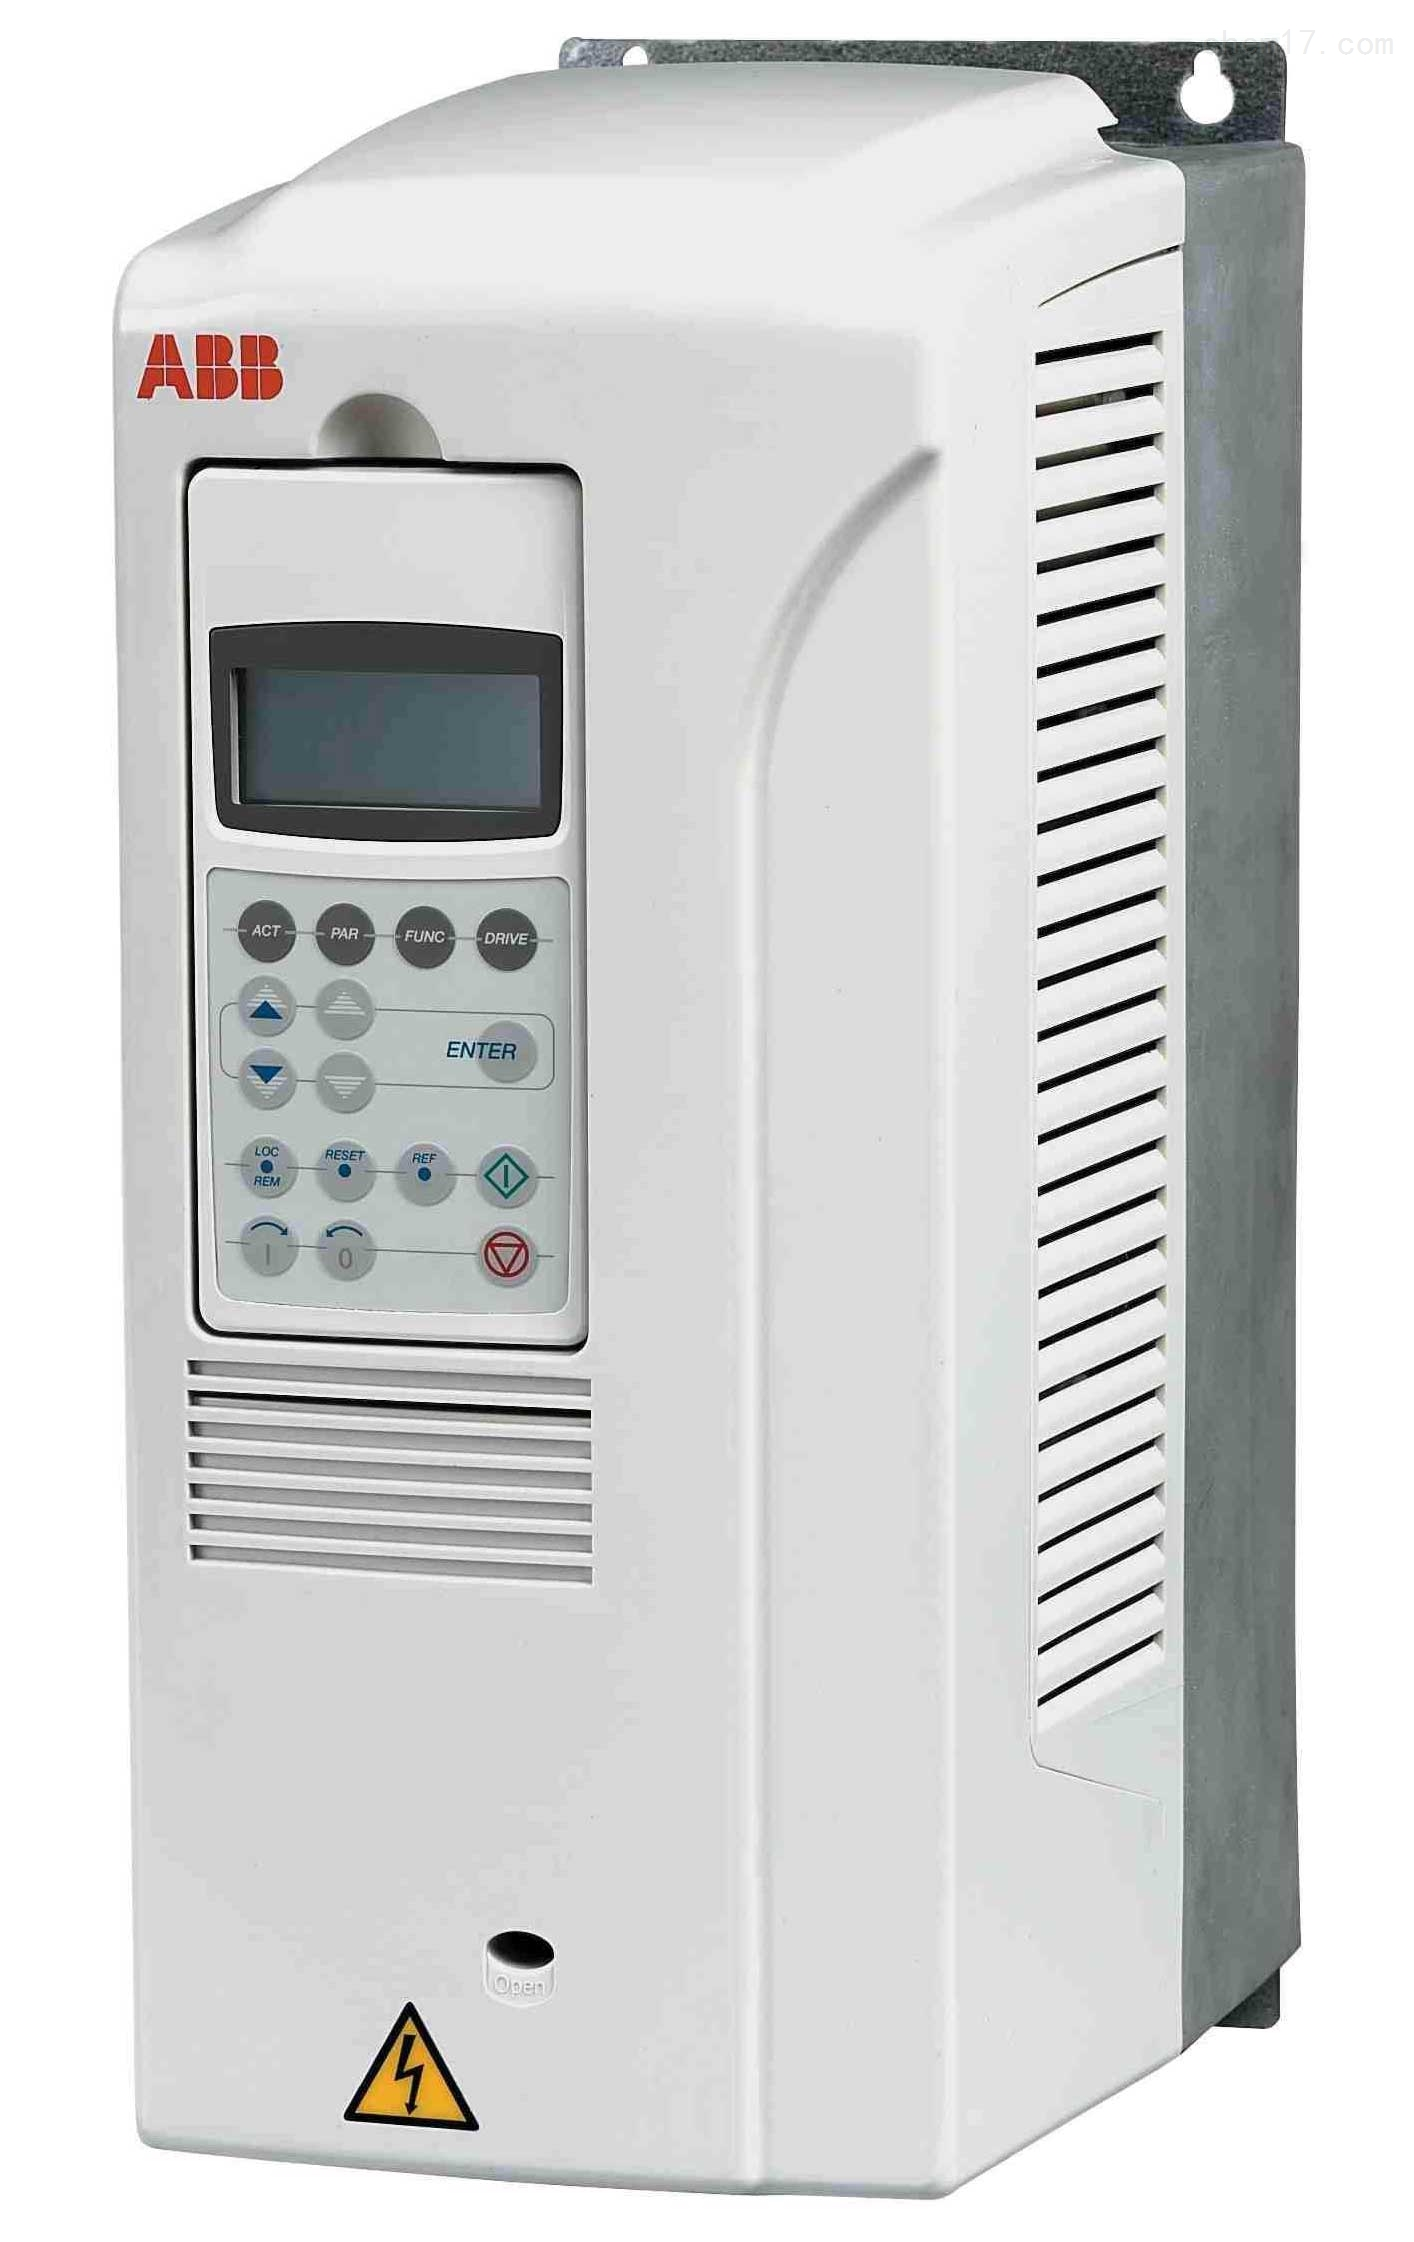 ABB
ACT PAR FUNC DRIVE
ENTER
LOC RESET REF
REM
I 0
Open